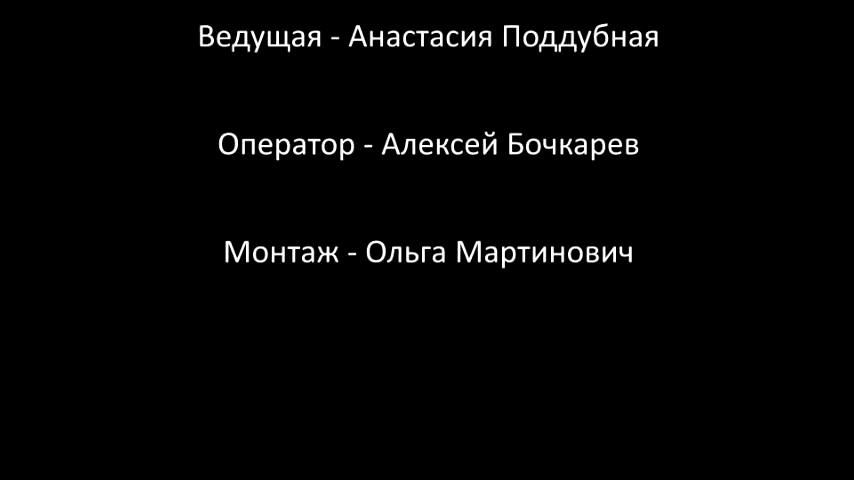 Ведущая - Анастасия Поддубная
Оператор - Алексей Бочкарев
Монтаж - Ольга Мартинович